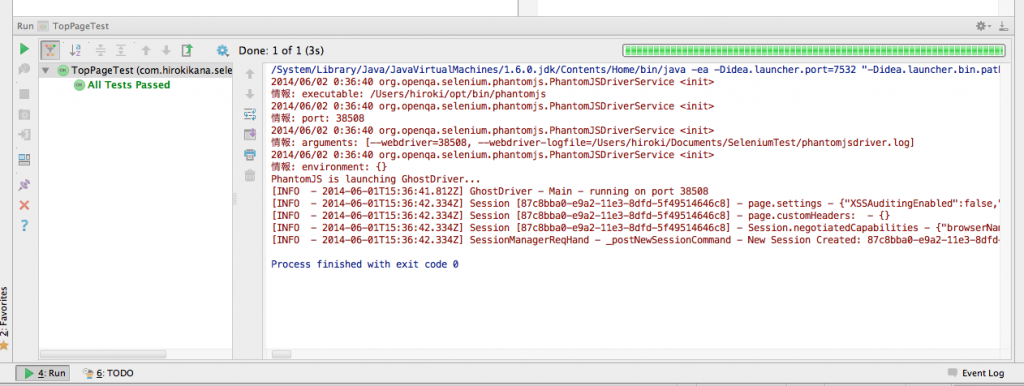 Run TopPageTest
Done: 1 of 1 (3s)
TopPageTest (com.hirokikana.sele
All Tests Passed
/System/Library/Java/JavaVirtualMachines/1.6.0.jdk/Contents/Home/bin/java -ea -Didea.launcher.port=7532 "-Didea.launcher.bin.pat
2014/06/02 0:36:40 org.openqa.selenium.phantomjs.PhantomJSDriverService <init>
情報: executable: /Users/hiroki/opt/bin/phantomjs
2014/06/02 0:36:40 org.openqa.selenium.phantomjs.PhantomJSDriverService <init>
情報: port: 38508
2014/06/02 0:36:40 org.openqa.selenium.phantomjs.PhantomJSDriverService <init>
情報: arguments: [--webdriver=38508, --webdriver-logfile=/Users/hiroki/Documents/SeleniumTest/phantomjsdriver.log]
2014/06/02 0:36:40 org.openqa.selenium.phantomjs.PhantomJSDriverService <init>
情報: environment: {}
PhantomJS is launching GhostDriver...
[INFO - 2014-06-01T15:36:41.812Z] GhostDriver - Main - running on port 38508
[INFO - 2014-06-01T15:36:42.334Z] Session [87c8bba0-e9a2-11e3-8dfd-5f49514646c8] - page.settings - {"XSSAuditingEnabled":false,"
[INFO - 2014-06-01T15:36:42.334Z] Session [87c8bba0-e9a2-11e3-8dfd-5f49514646c8] - page.customHeaders: - {}
[INFO - 2014-06-01T15:36:42.334Z] Session [87c8bba0-e9a2-11e3-8dfd-5f49514646c8] - Session.negotiatedCapabilities - {"browserNam
[INFO - 2014-06-01T15:36:42.334Z] SessionManagerReqHand - _postNewSessionCommand - New Session Created: 87c8bba0-e9a2-11e3-8dfd-
Process finished with exit code 0
2: Favorites
4: Run
6: TODO
Event Log